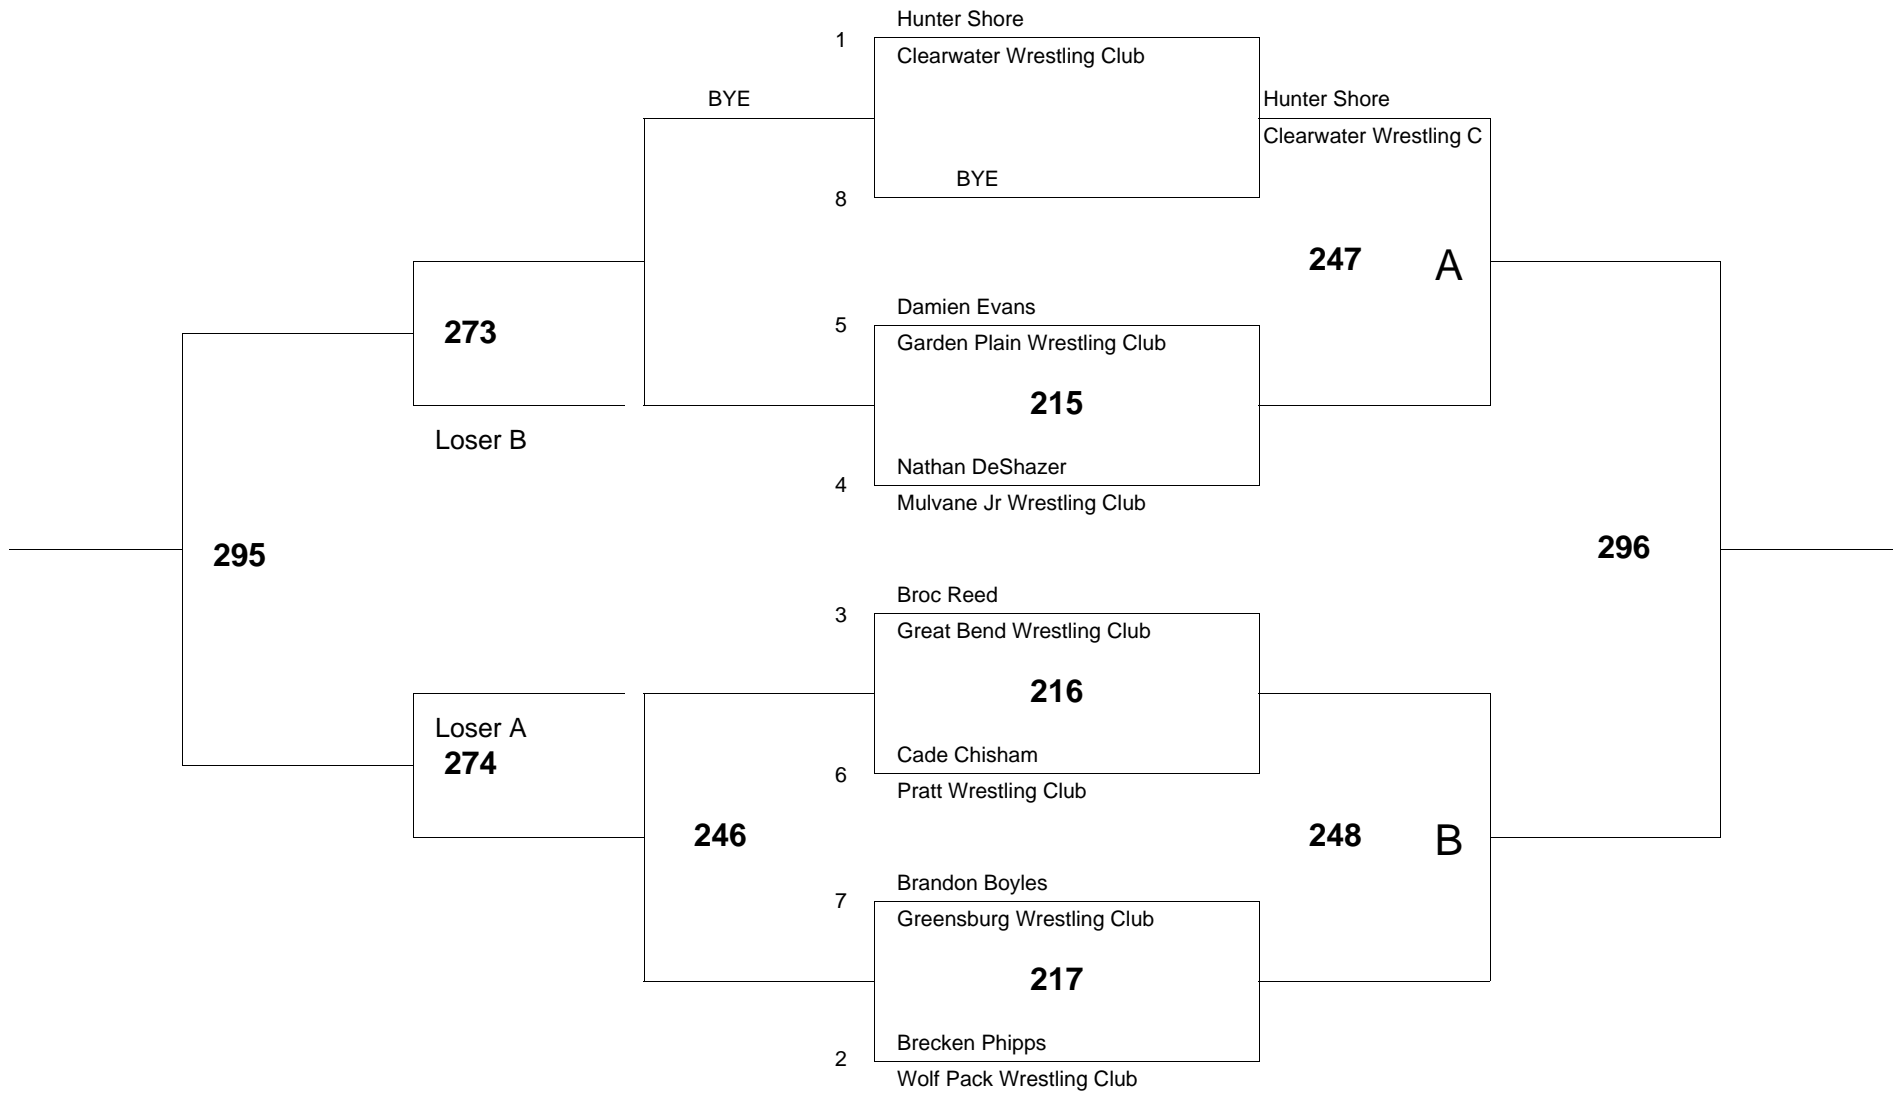 Hunter Shore
1
Clearwater Wrestling Club
BYE
Hunter Shore
Clearwater Wrestling C
BYE
8
247
A
Damien Evans
5
273
Garden Plain Wrestling Club
215
Loser B
Nathan DeShazer
4
Mulvane Jr Wrestling Club
295
296
Broc Reed
3
Great Bend Wrestling Club
216
Loser A
274
Cade Chisham
6
Pratt Wrestling Club
246
248
B
Brandon Boyles
7
Greensburg Wrestling Club
217
Brecken Phipps
2
Wolf Pack Wrestling Club